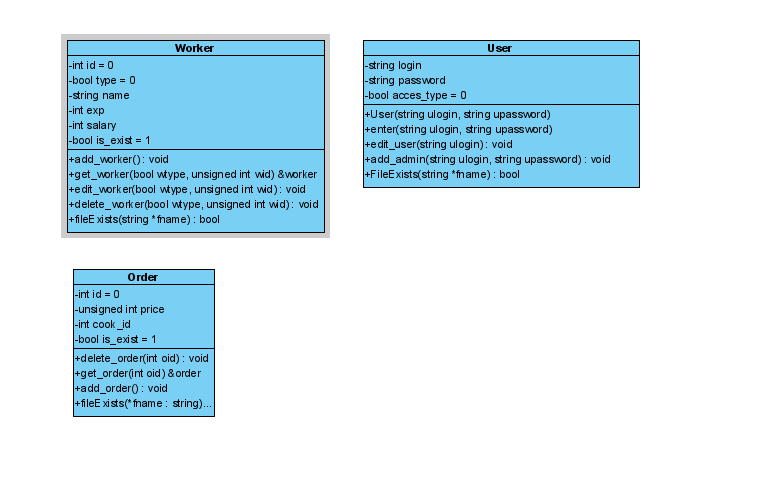 Worker
-int id = 0
-bool type = 0
-string name
-int exp
-int salary
-bool is_exist = 1
+add_worker() : void
+get_worker(bool wtype, unsigned int wid) &worker
+edit_worker(bool wtype, unsigned int wid) : void
+delete_worker(bool wtype, unsigned int wid) : void
+fileExists(string *fname) : bool
User
-string login
-string password
-bool acces_type = 0
+User(string ulogin, string upassword)
+enter(string ulogin, string upassword)
+edit_user(string ulogin) : void
+add_admin(string ulogin, string upassword) : void
+FileExists(string *fname) : bool
Order
-int id = 0
-unsigned int price
-int cook_id
-bool is_exist = 1
+delete_order(int oid) : void
+get_order(int oid) &order
+add_order() : void
+fileExists(*fname : string)...